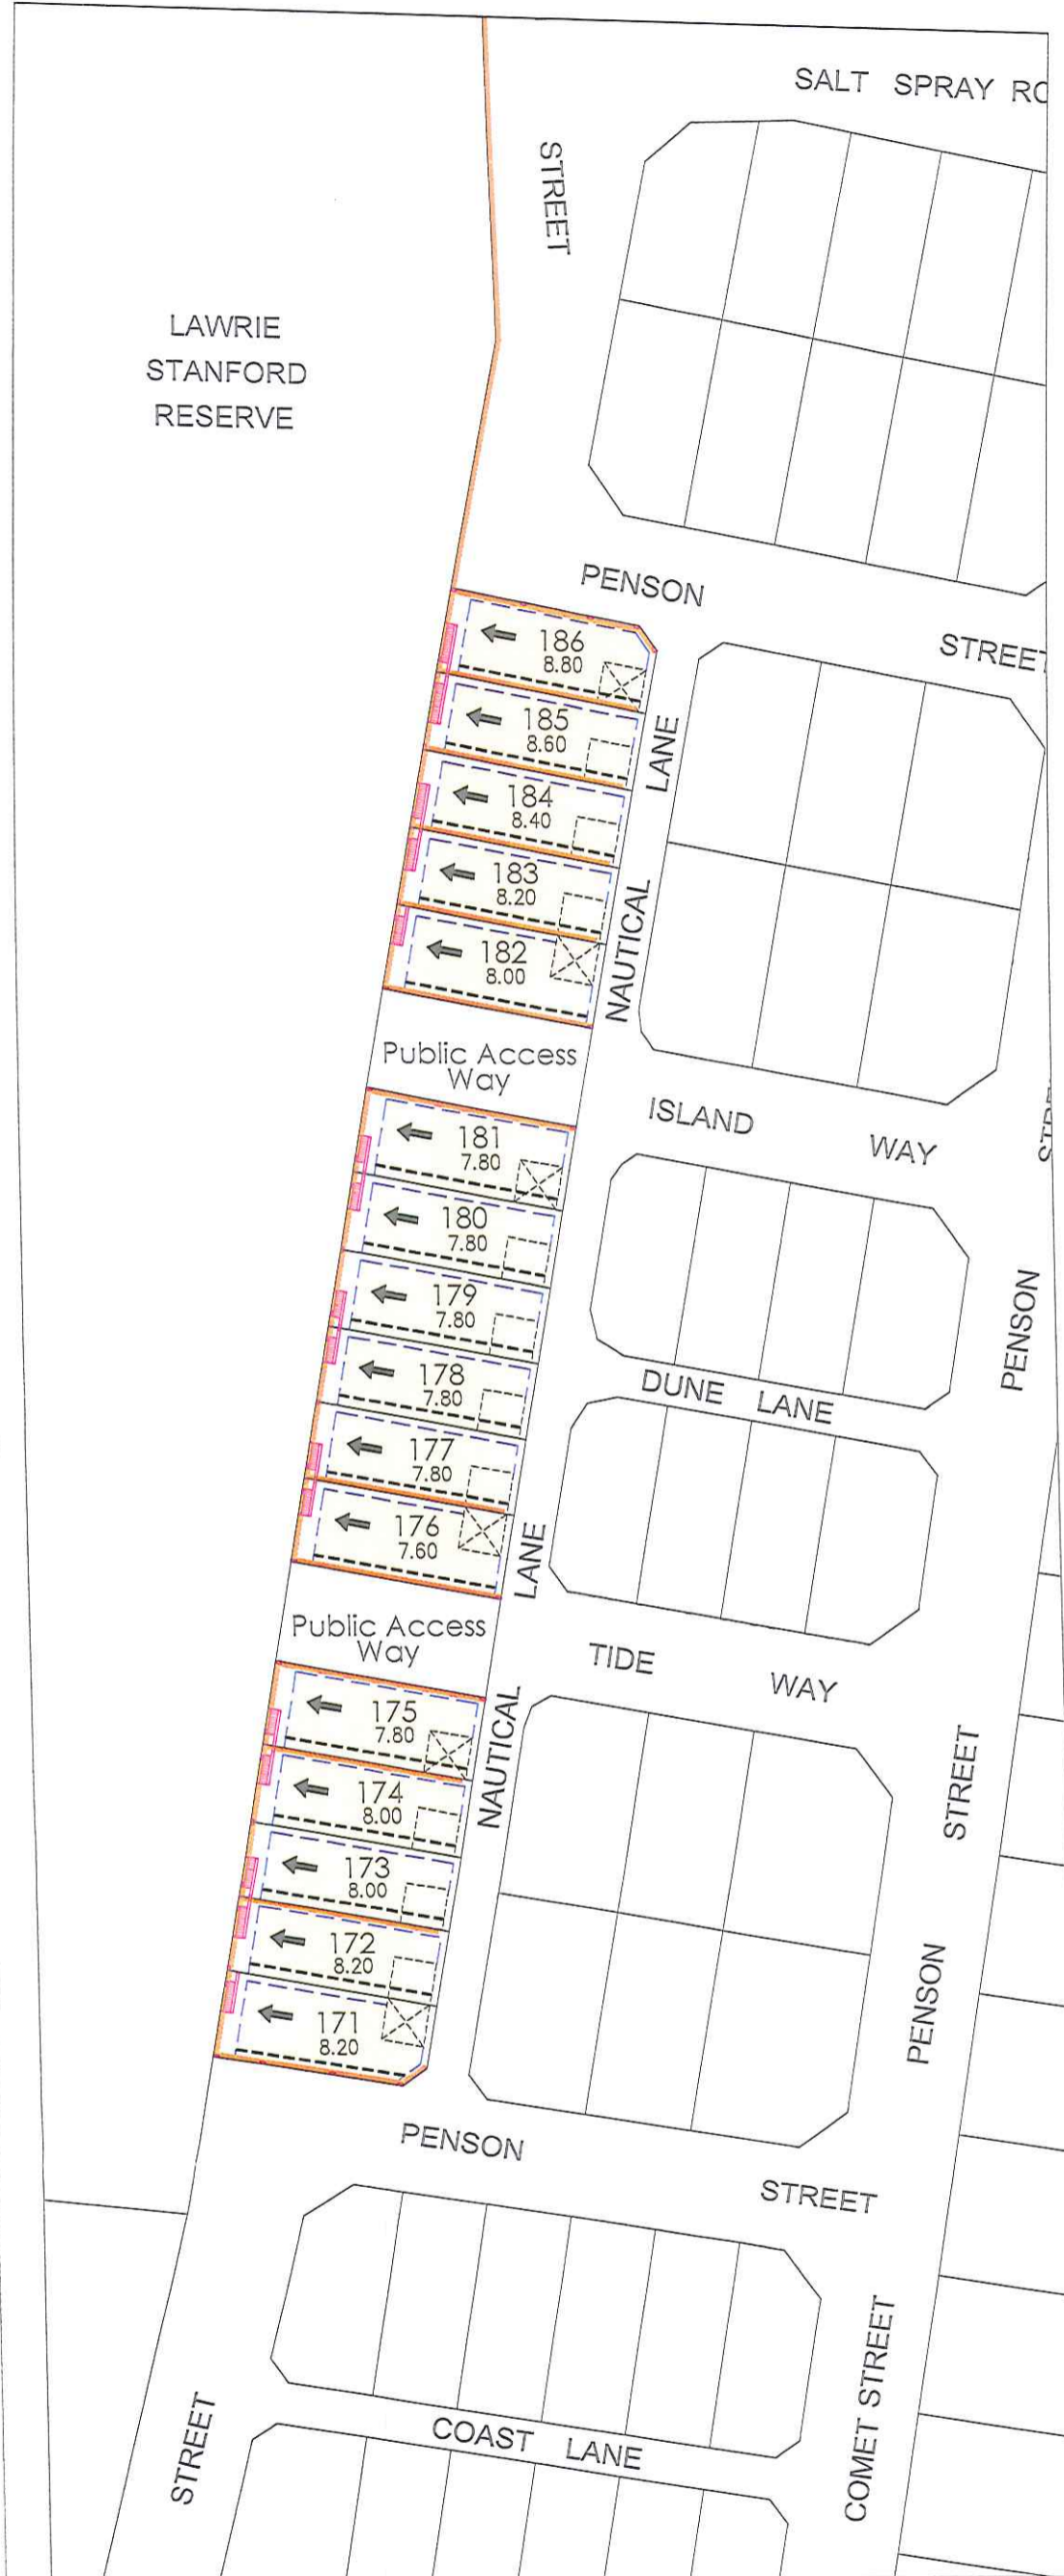 SALT SPRAY RO
STREET
LAWRIE
STANFORD
RESERVE
PENSON
STREET
186
8.80
185
8.60
LANE
184
8.40
183
8.20
NAUTICAL
182
8.00
Public Access
Way
ISLAND WAY
181
7.80
180
7.80
179
7.80
PENSON
178
7.80
DUNE LANE
177
7.80
176
7.60
LANE
Public Access
Way
TIDE WAY
175
7.80
NAUTICAL
STREET
174
8.00
173
8.00
172
8.20
PENSON
171
8.20
PENSON
STREET
COMET STREET
STREET
COAST LANE